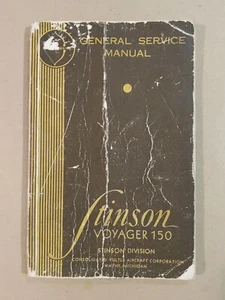 GENERAL SERVICE
MANUAL
Stinson
VOYAGER 150
STINSON DIVISION
CONSOLIDATED VULTEE AIRCRAFT CORPORATION
WAYNE, MICHIGAN